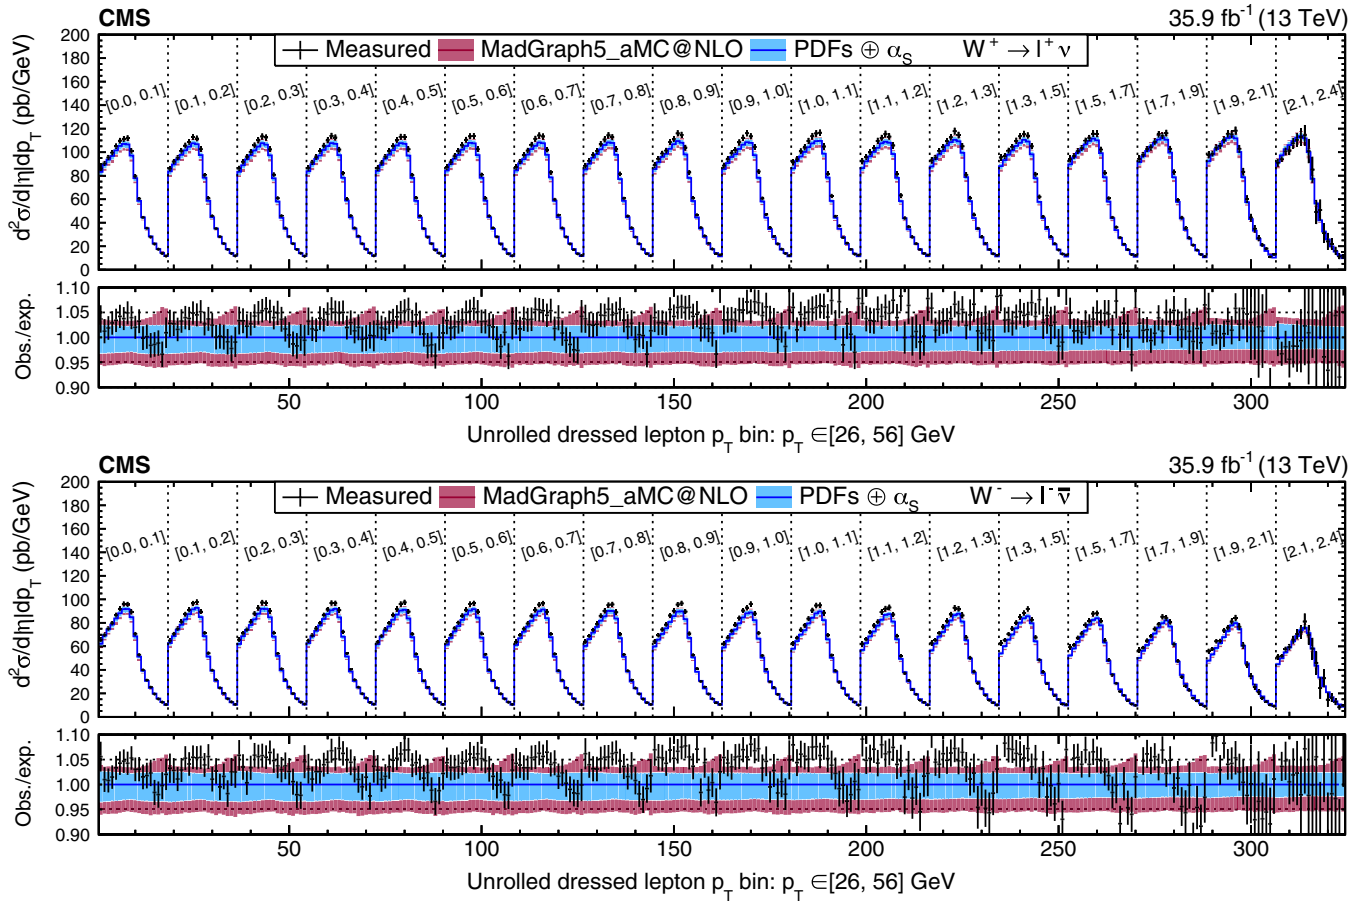 CMS 35.9 fb⁻¹ (13 TeV)
Measured MadGraph5_aMC@NLO PDFs ⊕ α_S W⁺ → l⁺ ν
[0.0, 0.1] [0.1, 0.2] [0.2, 0.3] [0.3, 0.4] [0.4, 0.5] [0.5, 0.6] [0.6, 0.7] [0.7, 0.8] [0.8, 0.9] [0.9, 1.0] [1.0, 1.1] [1.1, 1.2] [1.2, 1.3] [1.3, 1.5] [1.5, 1.7] [1.7, 1.9] [1.9, 2.1] [2.1, 2.4]
d²σ/d|η|dp_T (pb/GeV)
200
180
160
140
120
100
80
60
40
20
0
Obs./exp.
1.10
1.05
1.00
0.95
0.90
50 100 150 200 250 300
Unrolled dressed lepton p_T bin: p_T ∈[26, 56] GeV
CMS 35.9 fb⁻¹ (13 TeV)
Measured MadGraph5_aMC@NLO PDFs ⊕ α_S W⁻ → l⁻ ν̅
[0.0, 0.1] [0.1, 0.2] [0.2, 0.3] [0.3, 0.4] [0.4, 0.5] [0.5, 0.6] [0.6, 0.7] [0.7, 0.8] [0.8, 0.9] [0.9, 1.0] [1.0, 1.1] [1.1, 1.2] [1.2, 1.3] [1.3, 1.5] [1.5, 1.7] [1.7, 1.9] [1.9, 2.1] [2.1, 2.4]
d²σ/d|η|dp_T (pb/GeV)
200
180
160
140
120
100
80
60
40
20
0
Obs./exp.
1.10
1.05
1.00
0.95
0.90
50 100 150 200 250 300
Unrolled dressed lepton p_T bin: p_T ∈[26, 56] GeV